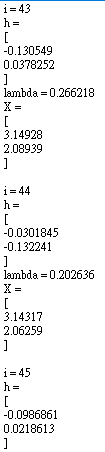 i = 43
h =
[
-0.130549
0.0378252
]
lambda = 0.266218
X =
[
3.14928
2.08939
]
i = 44
h =
[
-0.0301845
-0.132241
]
lambda = 0.202636
X =
[
3.14317
2.06259
]
i = 45
h =
[
-0.0986861
0.0218613
]